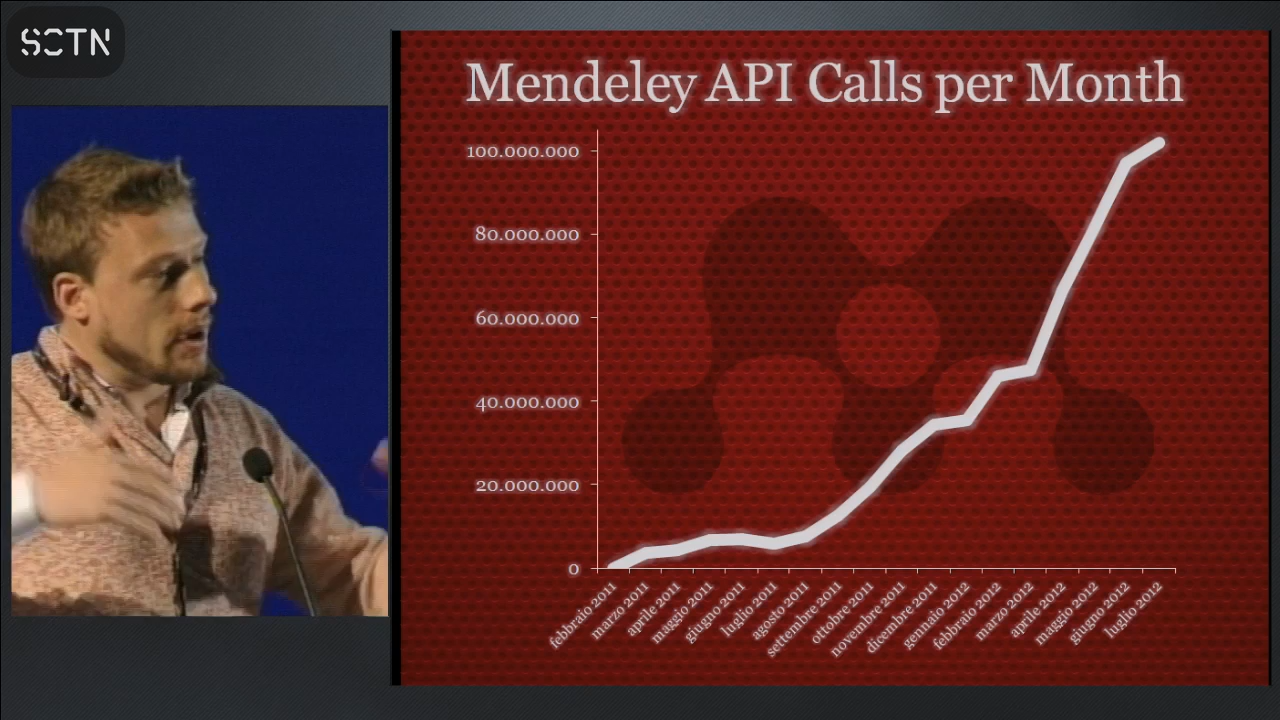 SCTN
Mendeley API Calls per Month
100.000.000
80.000.000
60.000.000
40.000.000
20.000.000
0
febbraio 2011
marzo 2011
aprile 2011
maggio 2011
giugno 2011
luglio 2011
agosto 2011
settembre 2011
ottobre 2011
novembre 2011
dicembre 2011
gennaio 2012
febbraio 2012
marzo 2012
aprile 2012
maggio 2012
giugno 2012
luglio 2012